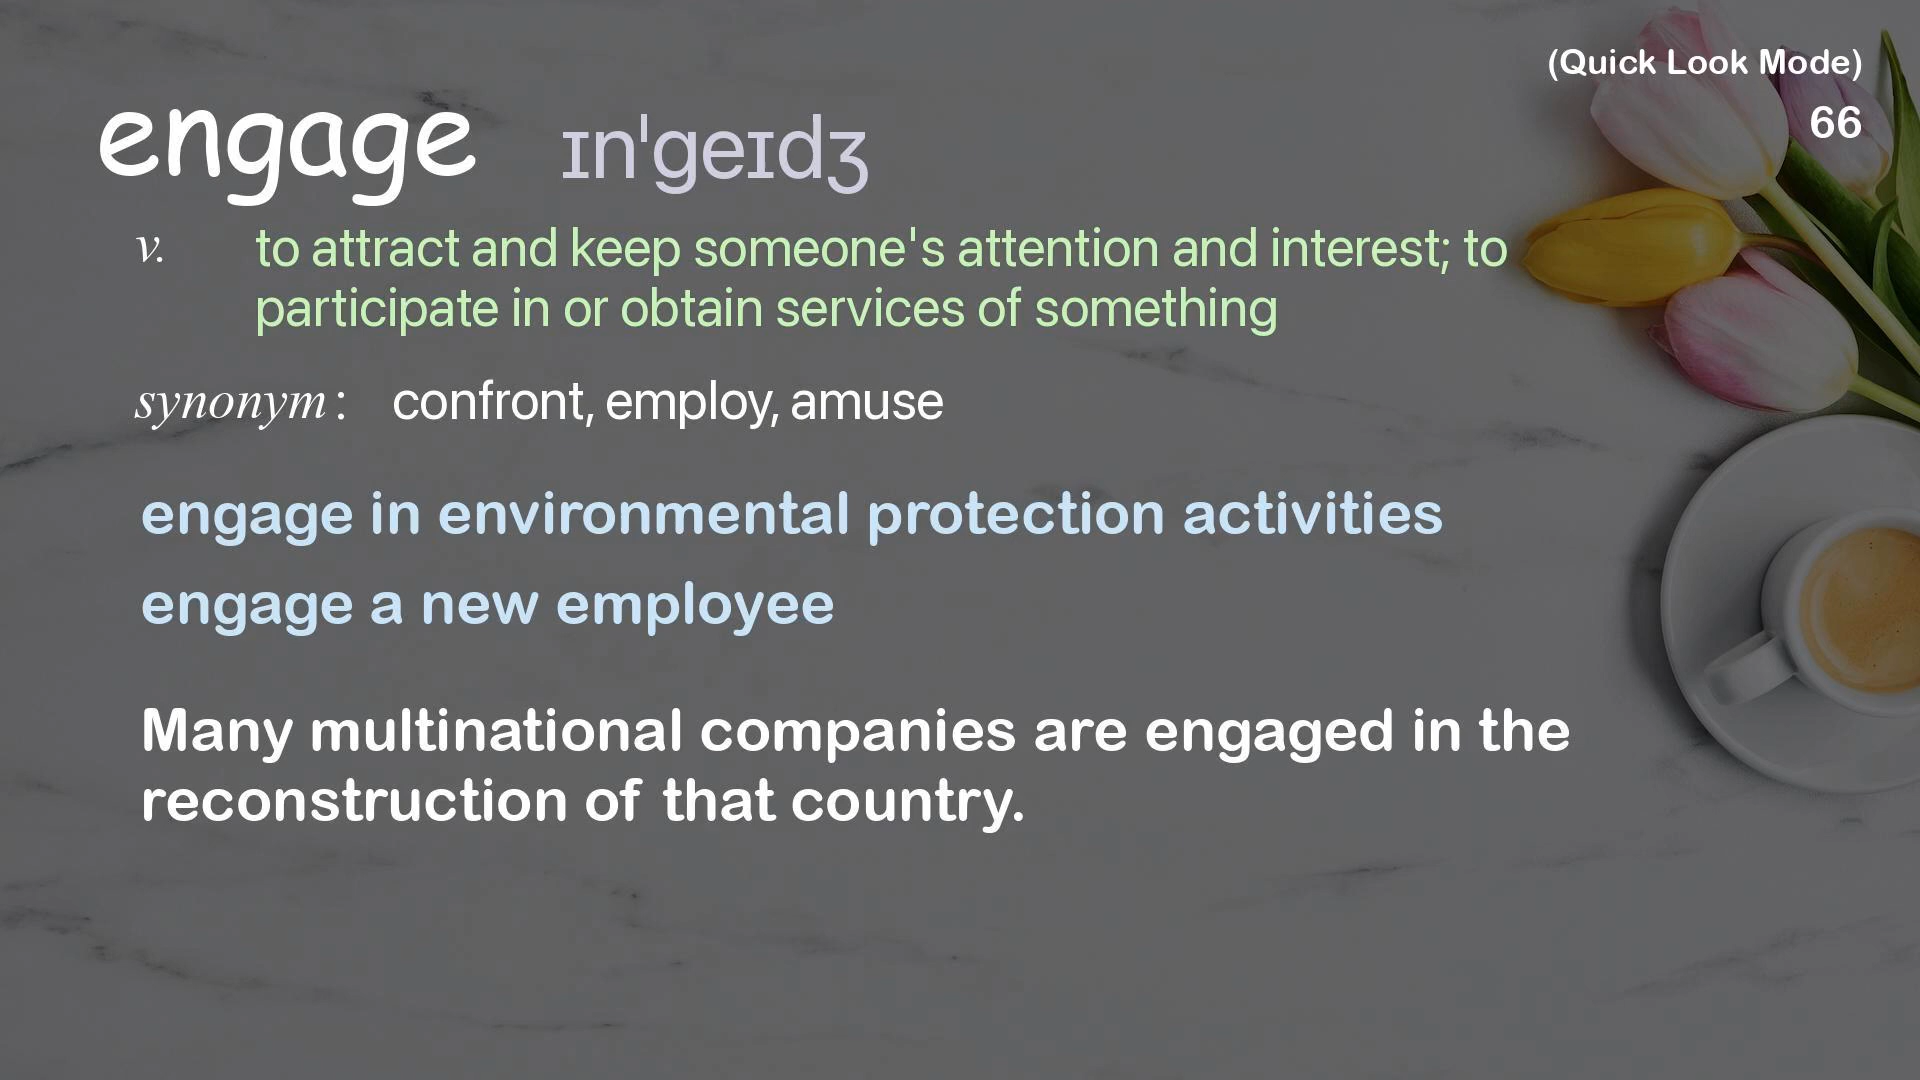 (Quick Look Mode)
66
engage ɪnˈgeɪdʒ
v. to attract and keep someone's attention and interest; to
participate in or obtain services of something
synonym: confront, employ, amuse
engage in environmental protection activities
engage a new employee
Many multinational companies are engaged in the
reconstruction of that country.